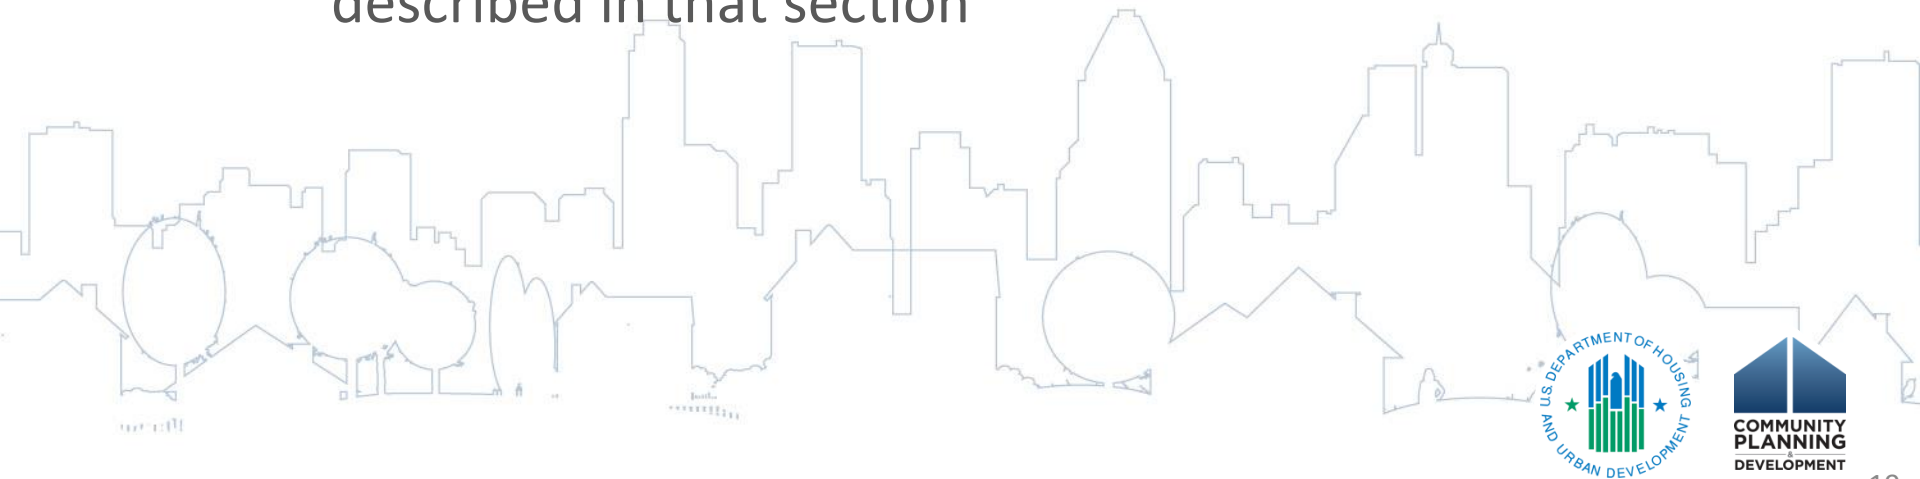 described in that section
U.S. DEPARTMENT OF HOUSING
AND URBAN DEVELOPMENT
COMMUNITY
PLANNING
&
DEVELOPMENT